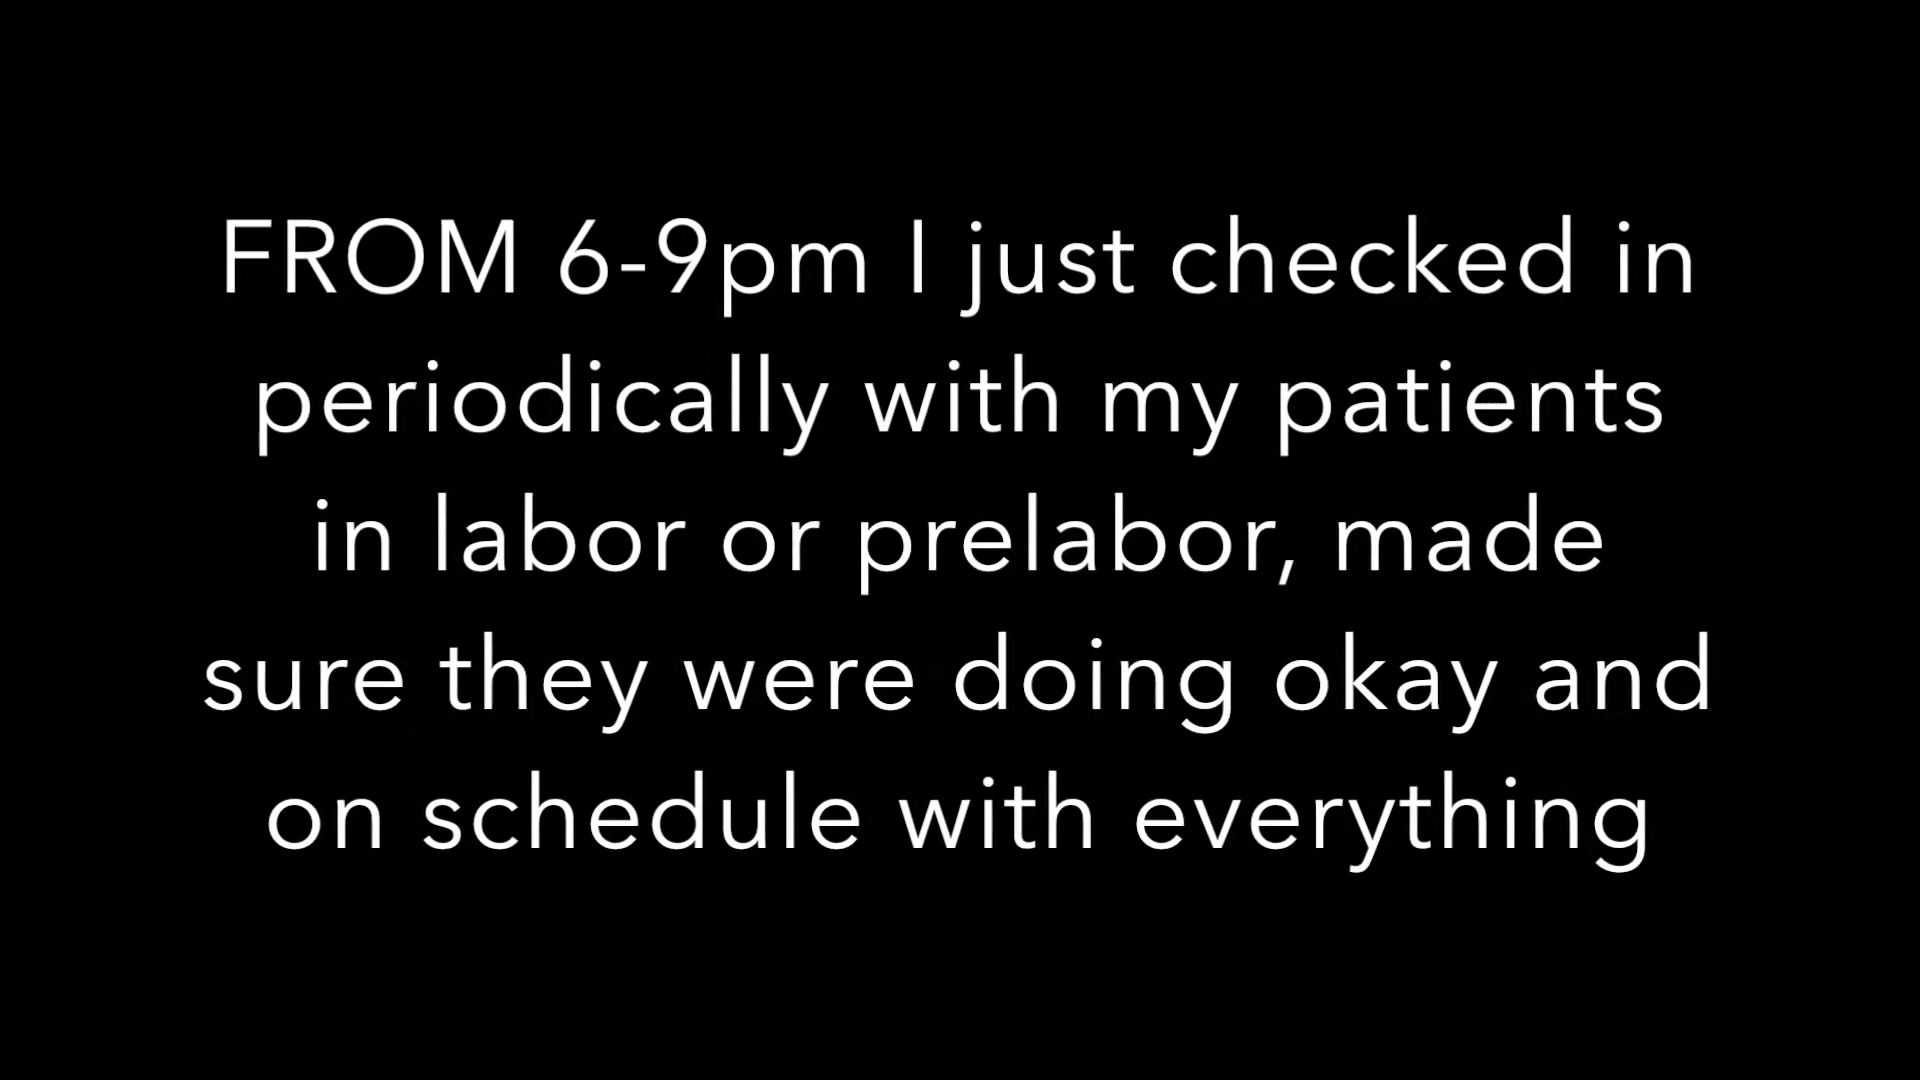 FROM 6-9pm I just checked in
periodically with my patients
in labor or prelabor, made
sure they were doing okay and
on schedule with everything